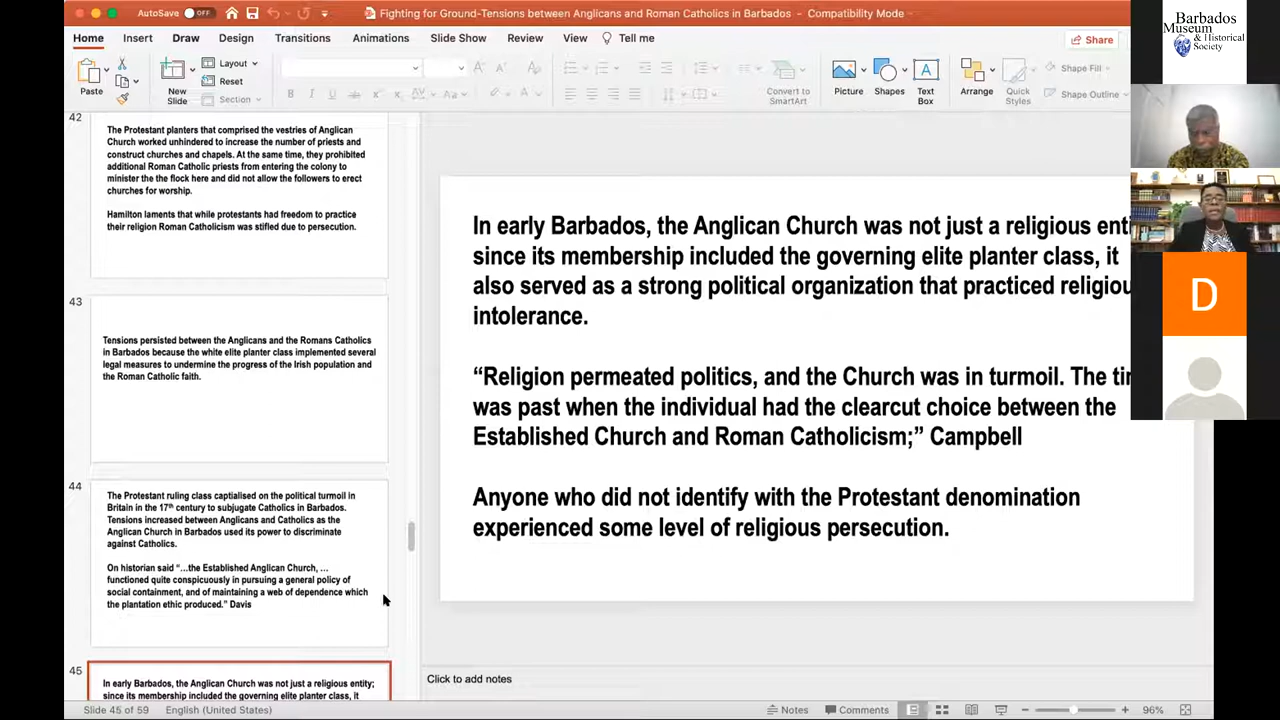 AutoSave OFF
Fighting for Ground-Tensions between Anglicans and Roman Catholics in Barbados – Compatibility Mode
Home Insert Draw Design Transitions Animations Slide Show Review View Tell me
Share
Paste
New Slide
Layout
Reset
Section
Convert to SmartArt
Picture
Shapes
Text Box
Arrange
Quick Styles
Shape Fill
Shape Outline
Barbados
Museum
& Historical
Society
42
The Protestant planters that comprised the vestries of Anglican
Church worked unhindered to increase the number of priests and
construct churches and chapels. At the same time, they prohibited
additional Roman Catholic priests from entering the colony to
minister the the flock here and did not allow the followers to erect
churches for worship.
Hamilton laments that while protestants had freedom to practice
their religion Roman Catholicism was stifled due to persecution.
43
Tensions persisted between the Anglicans and the Romans Catholics
in Barbados because the white elite planter class implemented several
legal measures to undermine the progress of the Irish population and
the Roman Catholic faith.
44
The Protestant ruling class captialised on the political turmoil in
Britain in the 17th century to subjugate Catholics in Barbados.
Tensions increased between Anglicans and Catholics as the
Anglican Church in Barbados used its power to discriminate
against Catholics.
On historian said “…the Established Anglican Church, …
functioned quite conspicuously in pursuing a general policy of
social containment, and of maintaining a web of dependence which
the plantation ethic produced.” Davis
45
In early Barbados, the Anglican Church was not just a religious entity;
since its membership included the governing elite planter class, it
In early Barbados, the Anglican Church was not just a religious enti
since its membership included the governing elite planter class, it
also served as a strong political organization that practiced religiou
intolerance.
“Religion permeated politics, and the Church was in turmoil. The ti
was past when the individual had the clearcut choice between the
Established Church and Roman Catholicism;” Campbell
Anyone who did not identify with the Protestant denomination
experienced some level of religious persecution.
D
Click to add notes
Slide 45 of 59 English (United States) Notes Comments 96%